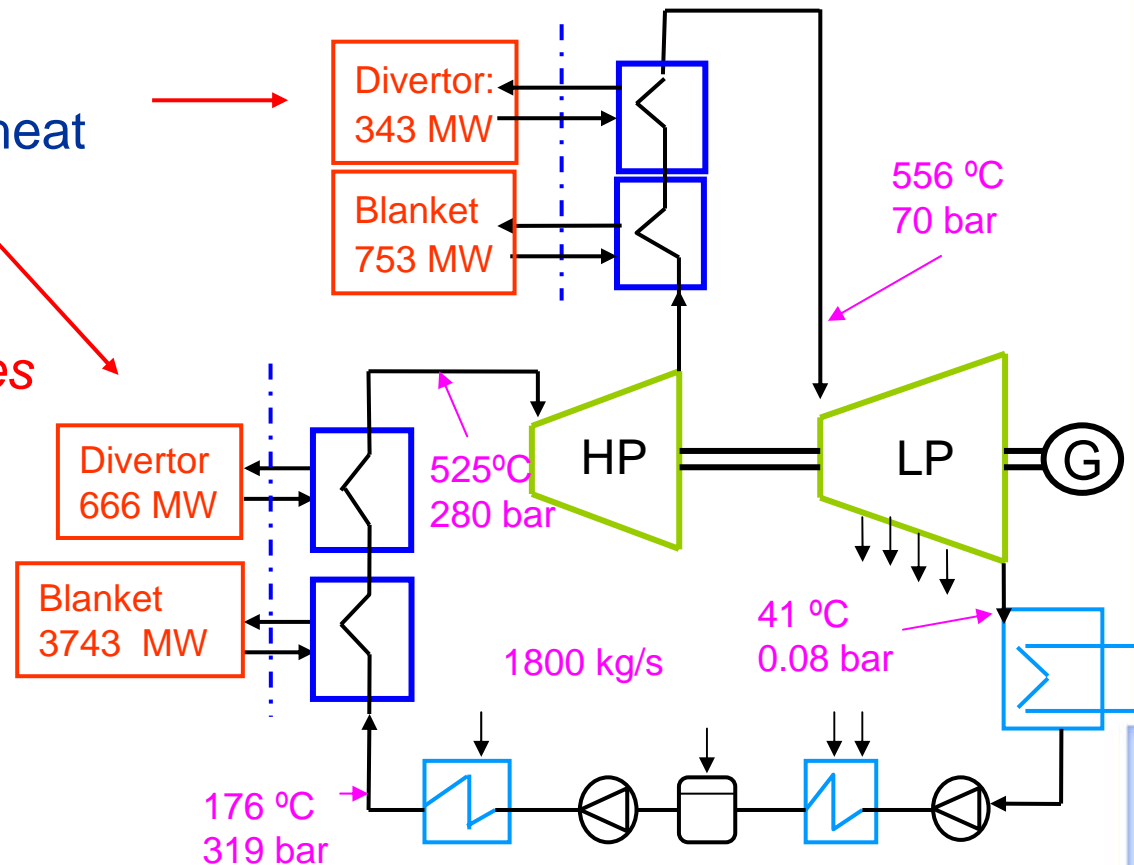 Divertor:
343 MW
heat
Blanket
753 MW
556 ºC
70 bar
es
Divertor
666 MW
525ºC
280 bar
HP
LP
G
Blanket
3743 MW
1800 kg/s
41 ºC
0.08 bar
176 ºC
319 bar